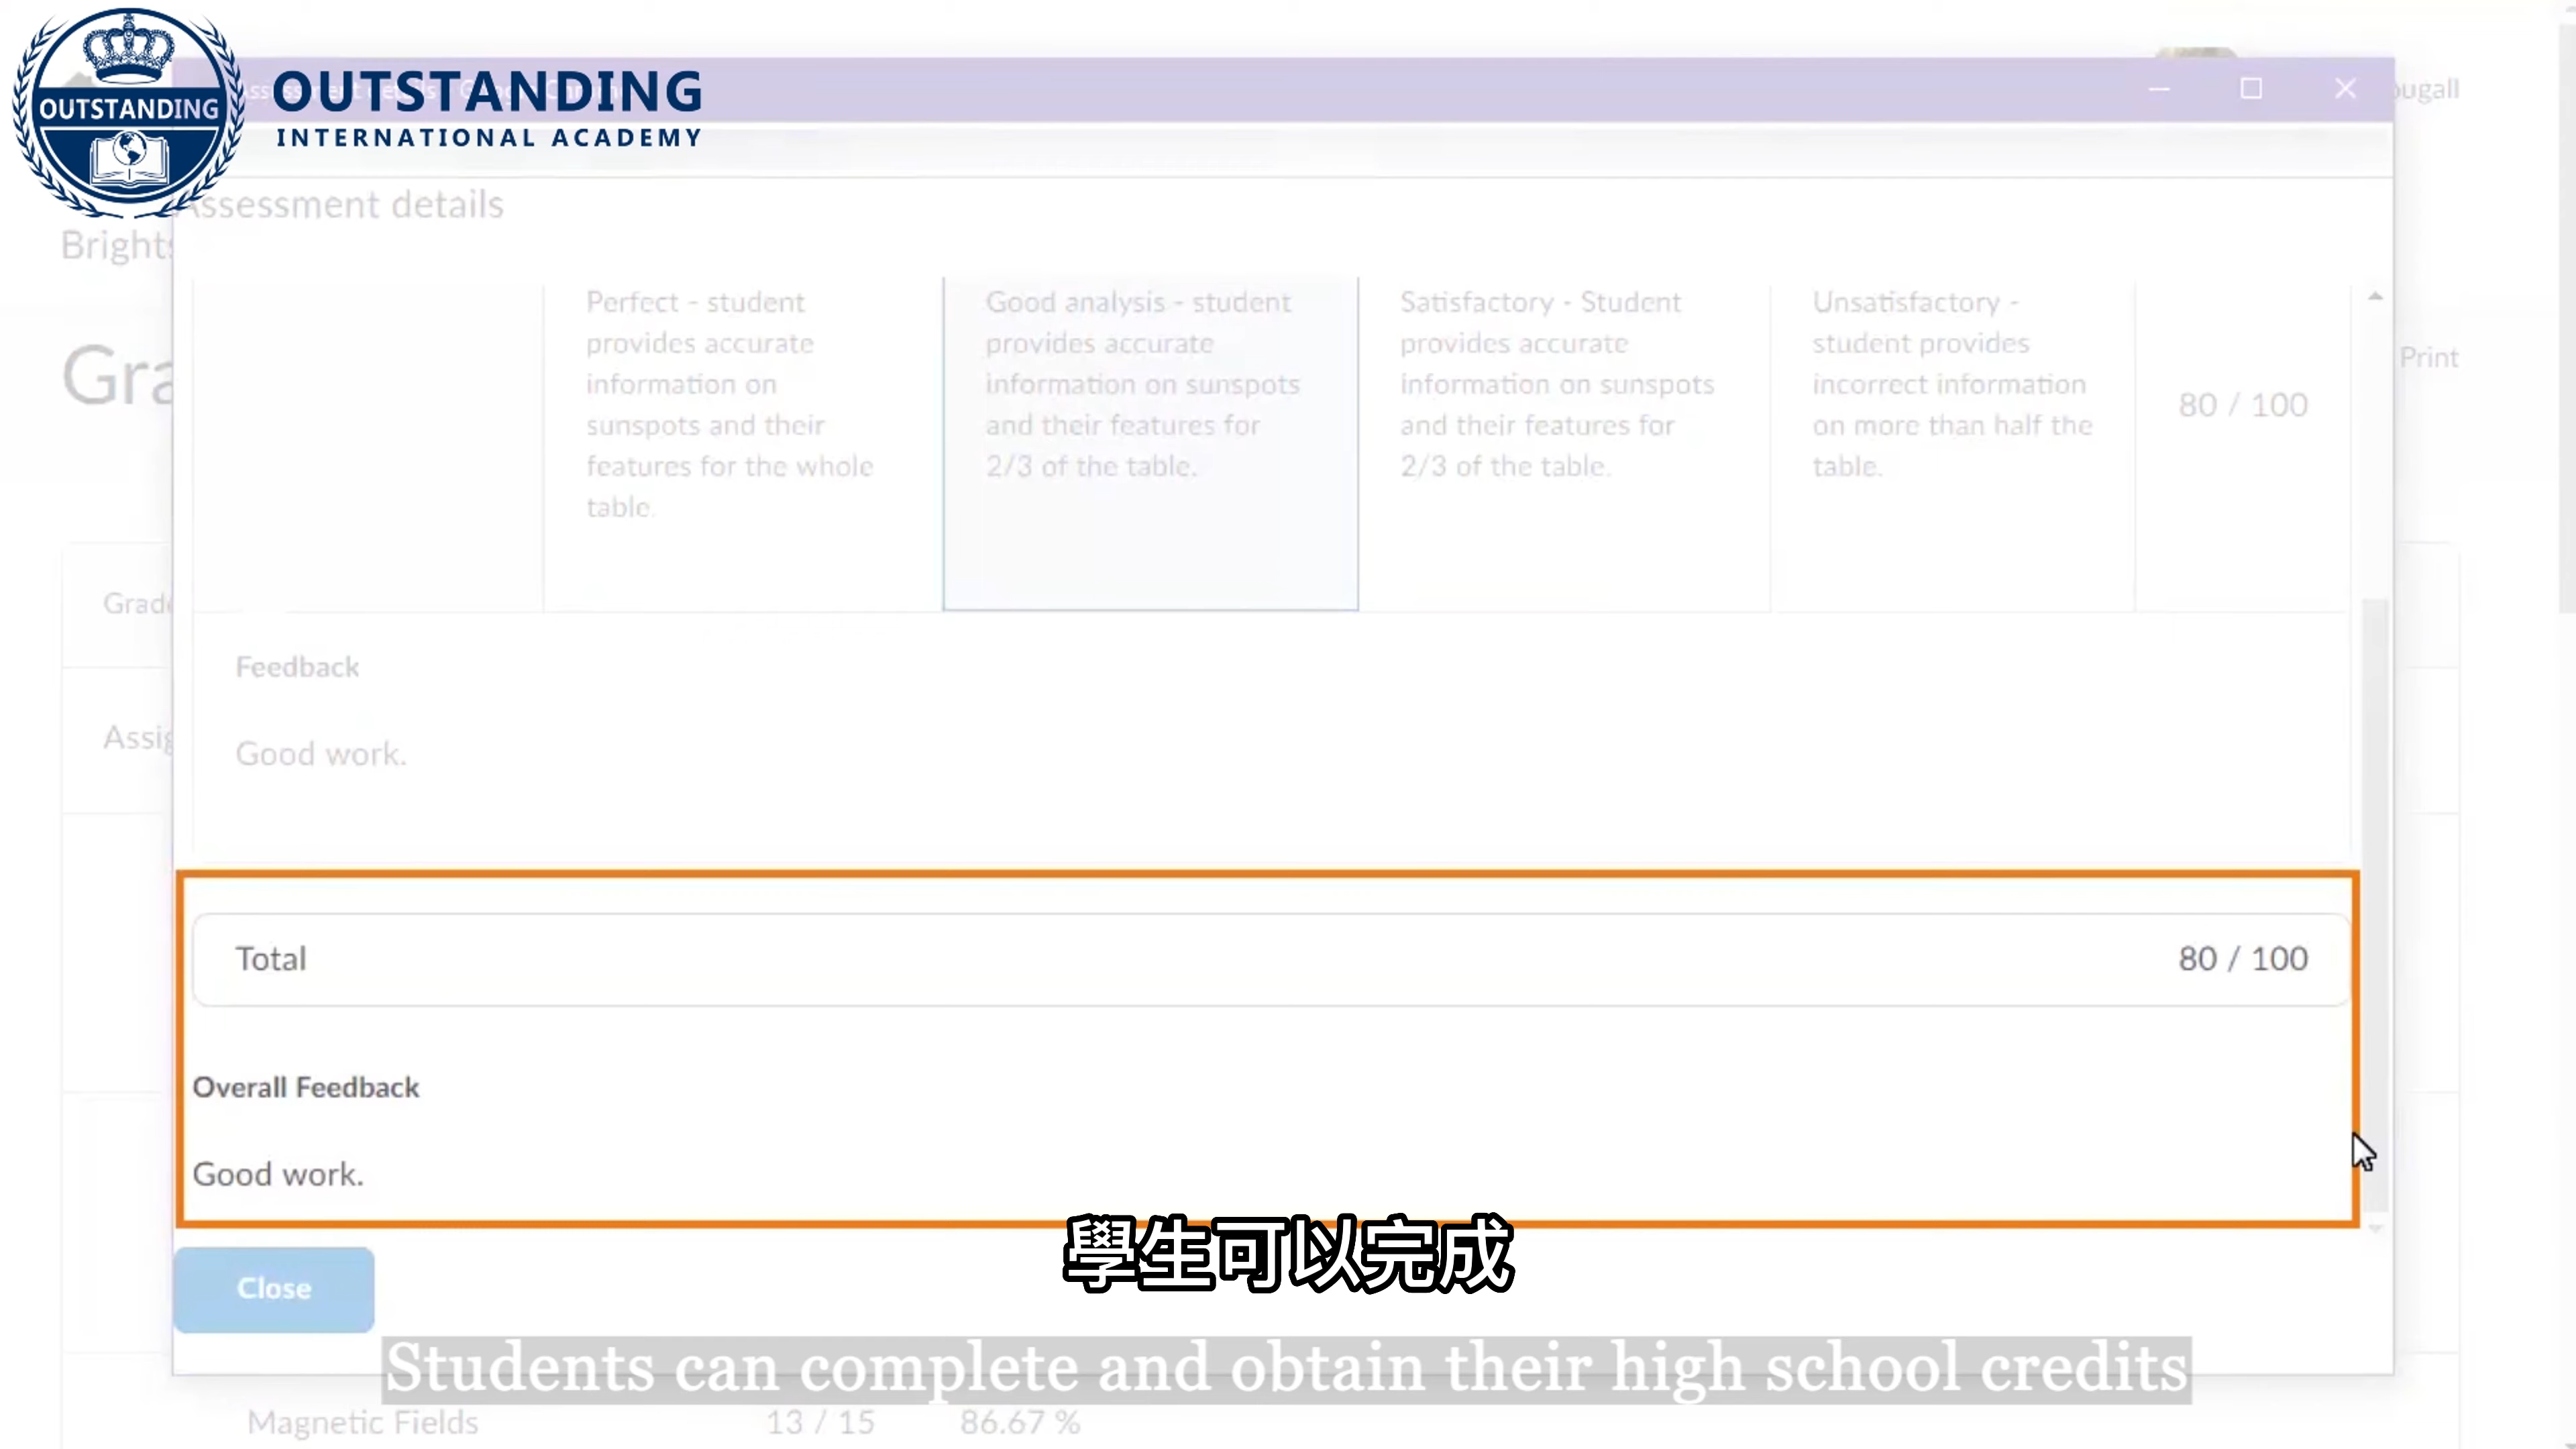 OUTSTANDING
OUTSTANDING
INTERNATIONAL ACADEMY
ougall
Assessment details
Brights
Perfect - student
provides accurate
information on
sunspots and their
features for the whole
table.
Good analysis - student
provides accurate
information on sunspots
and their features for
2/3 of the table.
Satisfactory - Student
provides accurate
information on sunspots
and their features for
2/3 of the table.
Unsatisfactory -
student provides
incorrect information
on more than half the
table.
80 / 100
Gra
Print
Grade
Feedback
Assig
Good work.
Total
80 / 100
Overall Feedback
Good work.
學生可以完成
Close
Students can complete and obtain their high school credits
Magnetic Fields
13 / 15
86.67 %